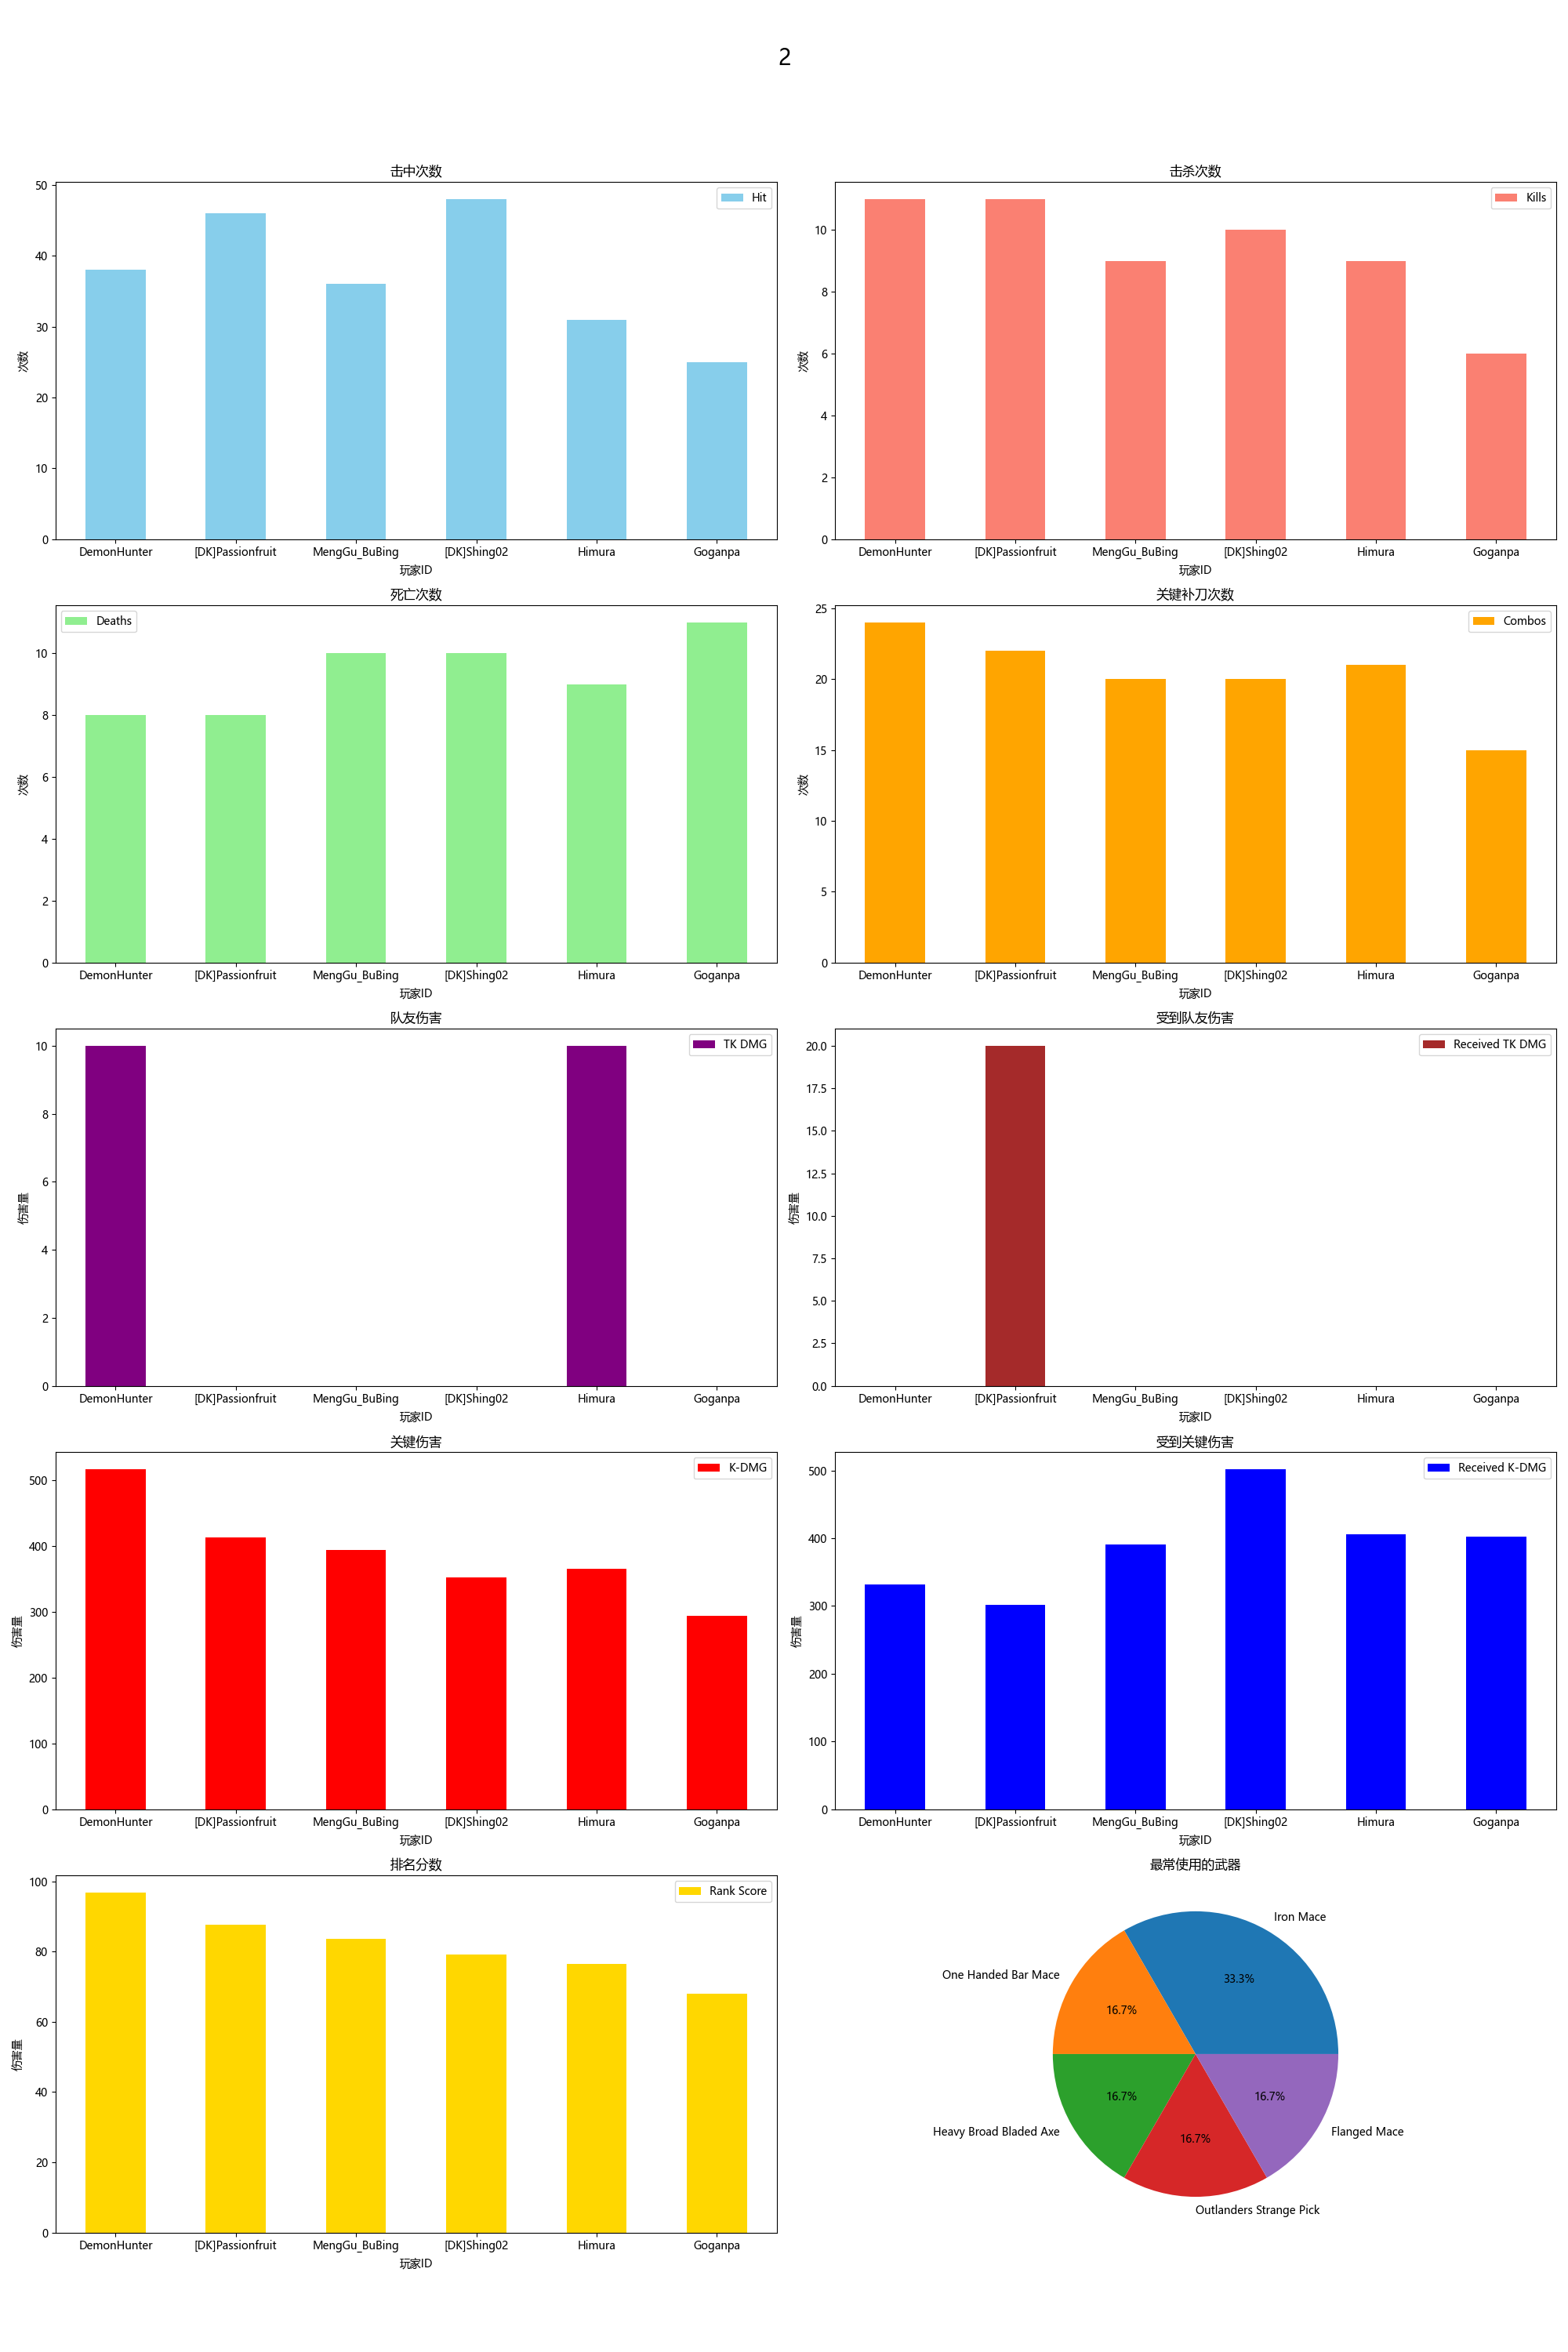 2
击中次数
50
40
30
20
10
0
次数
Hit
DemonHunter [DK]Passionfruit MengGu_BuBing [DK]Shing02 Himura Goganpa
玩家ID
击杀次数
10
8
6
4
2
0
次数
Kills
DemonHunter [DK]Passionfruit MengGu_BuBing [DK]Shing02 Himura Goganpa
玩家ID
死亡次数
10
8
6
4
2
0
次数
Deaths
DemonHunter [DK]Passionfruit MengGu_BuBing [DK]Shing02 Himura Goganpa
玩家ID
关键补刀次数
25
20
15
10
5
0
次数
Combos
DemonHunter [DK]Passionfruit MengGu_BuBing [DK]Shing02 Himura Goganpa
玩家ID
队友伤害
10
8
6
4
2
0
伤害量
TK DMG
DemonHunter [DK]Passionfruit MengGu_BuBing [DK]Shing02 Himura Goganpa
玩家ID
受到队友伤害
20.0
17.5
15.0
12.5
10.0
7.5
5.0
2.5
0.0
伤害量
Received TK DMG
DemonHunter [DK]Passionfruit MengGu_BuBing [DK]Shing02 Himura Goganpa
玩家ID
关键伤害
500
400
300
200
100
0
伤害量
K-DMG
DemonHunter [DK]Passionfruit MengGu_BuBing [DK]Shing02 Himura Goganpa
玩家ID
受到关键伤害
500
400
300
200
100
0
伤害量
Received K-DMG
DemonHunter [DK]Passionfruit MengGu_BuBing [DK]Shing02 Himura Goganpa
玩家ID
排名分数
100
80
60
40
20
0
伤害量
Rank Score
DemonHunter [DK]Passionfruit MengGu_BuBing [DK]Shing02 Himura Goganpa
玩家ID
最常使用的武器
Iron Mace
33.3%
One Handed Bar Mace
16.7%
Heavy Broad Bladed Axe
16.7%
Outlanders Strange Pick
16.7%
Flanged Mace
16.7%